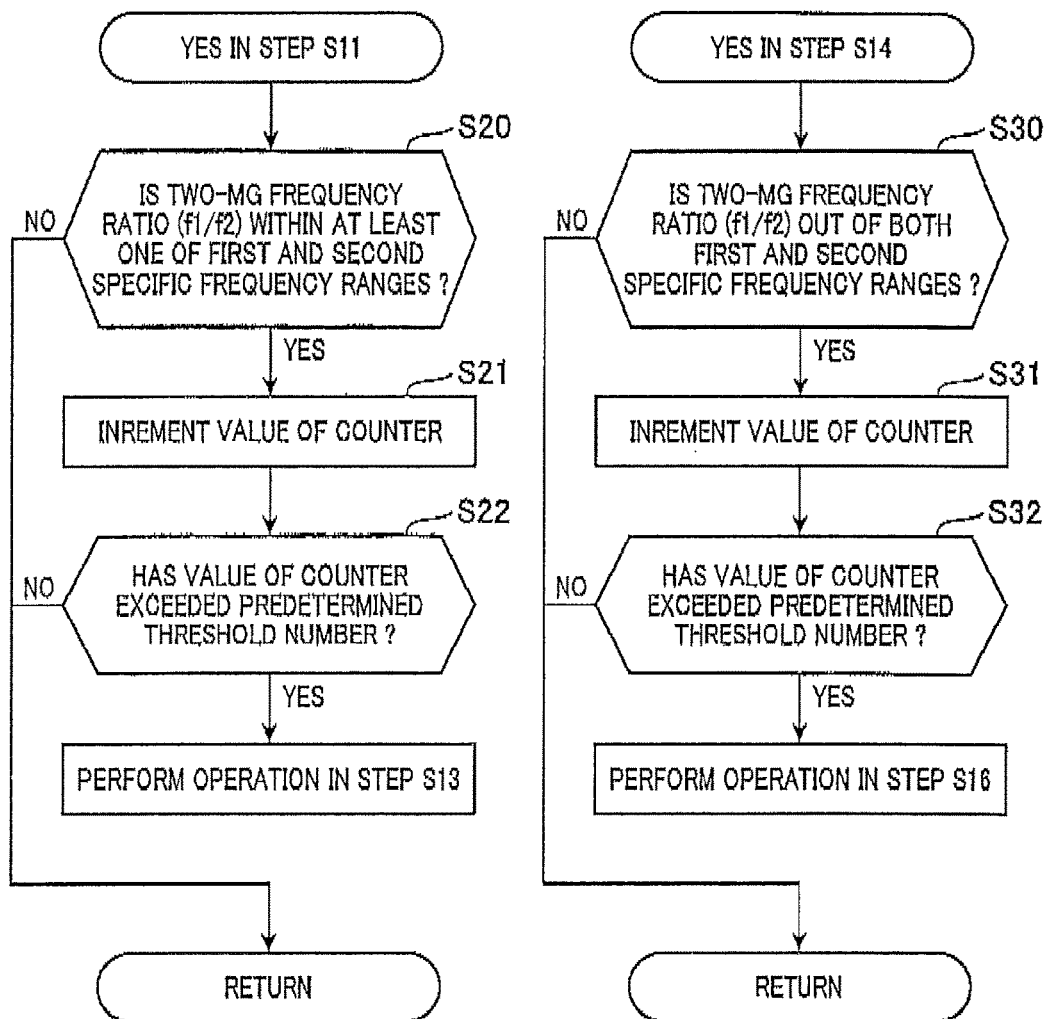 YES IN STEP S11
S20
IS TWO-MG FREQUENCY
RATIO (f1/f2) WITHIN AT LEAST
ONE OF FIRST AND SECOND
SPECIFIC FREQUENCY RANGES ?
NO
YES
S21
INREMENT VALUE OF COUNTER
S22
HAS VALUE OF COUNTER
EXCEEDED PREDETERMINED
THRESHOLD NUMBER ?
NO
YES
PERFORM OPERATION IN STEP S13
RETURN
YES IN STEP S14
S30
IS TWO-MG FREQUENCY
RATIO (f1/f2) OUT OF BOTH
FIRST AND SECOND
SPECIFIC FREQUENCY RANGES ?
NO
YES
S31
INREMENT VALUE OF COUNTER
S32
HAS VALUE OF COUNTER
EXCEEDED PREDETERMINED
THRESHOLD NUMBER ?
NO
YES
PERFORM OPERATION IN STEP S16
RETURN